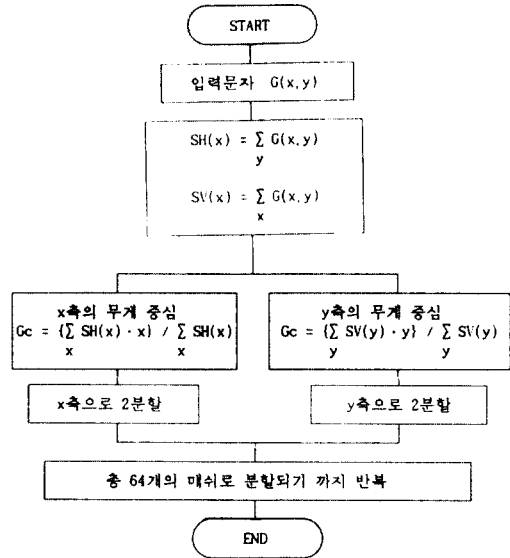 START
입력문자 G(x,y)
SH(x) = ∑ G(x,y)
y
SV(x) = ∑ G(x,y)
x
x축의 무게 중심
Gc = {∑ SH(x)·x) / ∑ SH(x)
x x
y축의 무게 중심
Gc = {∑ SV(y)·y} / ∑ SV(y)
y y
x축으로 2분할
y축으로 2분할
총 64개의 매쉬로 분할되기 까지 반복
END